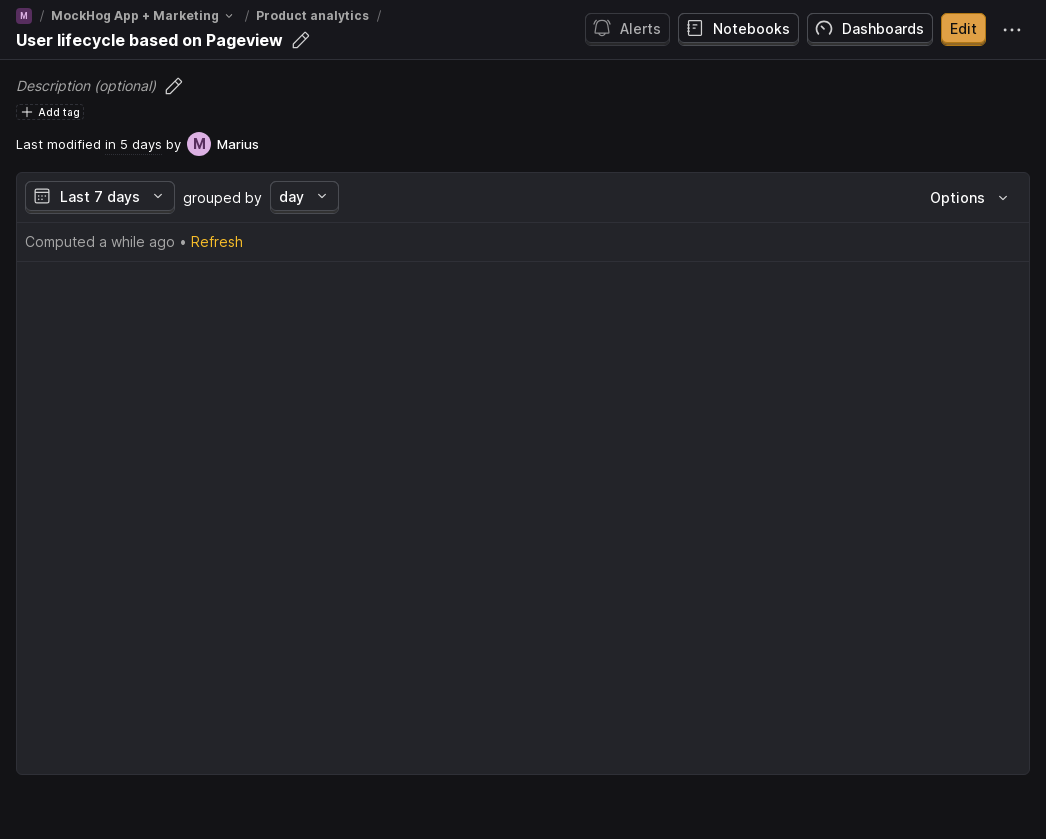 M / MockHog App + Marketing / Product analytics /
User lifecycle based on Pageview
Alerts
Notebooks
Dashboards
Edit
Description (optional)
Add tag
Last modified in 5 days by M Marius
Last 7 days grouped by day
Options
Computed a while ago • Refresh